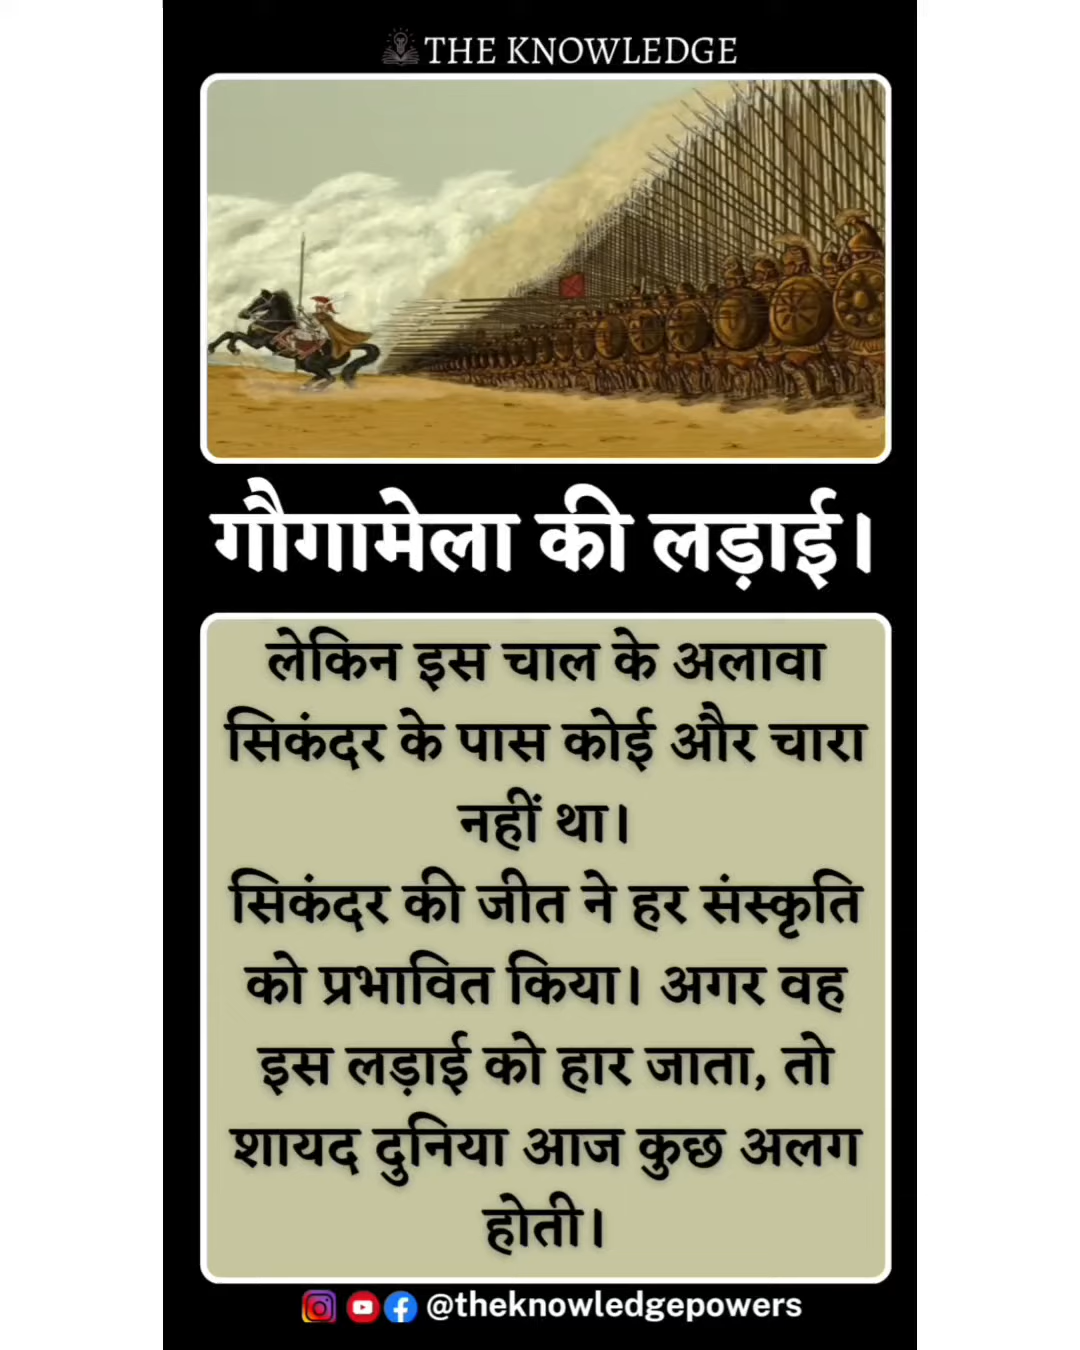 THE KNOWLEDGE
गौगामेला की लड़ाई।
लेकिन इस चाल के अलावा
सिकंदर के पास कोई और चारा
नहीं था।
सिकंदर की जीत ने हर संस्कृति
को प्रभावित किया। अगर वह
इस लड़ाई को हार जाता, तो
शायद दुनिया आज कुछ अलग
होती।
@theknowledgepowers